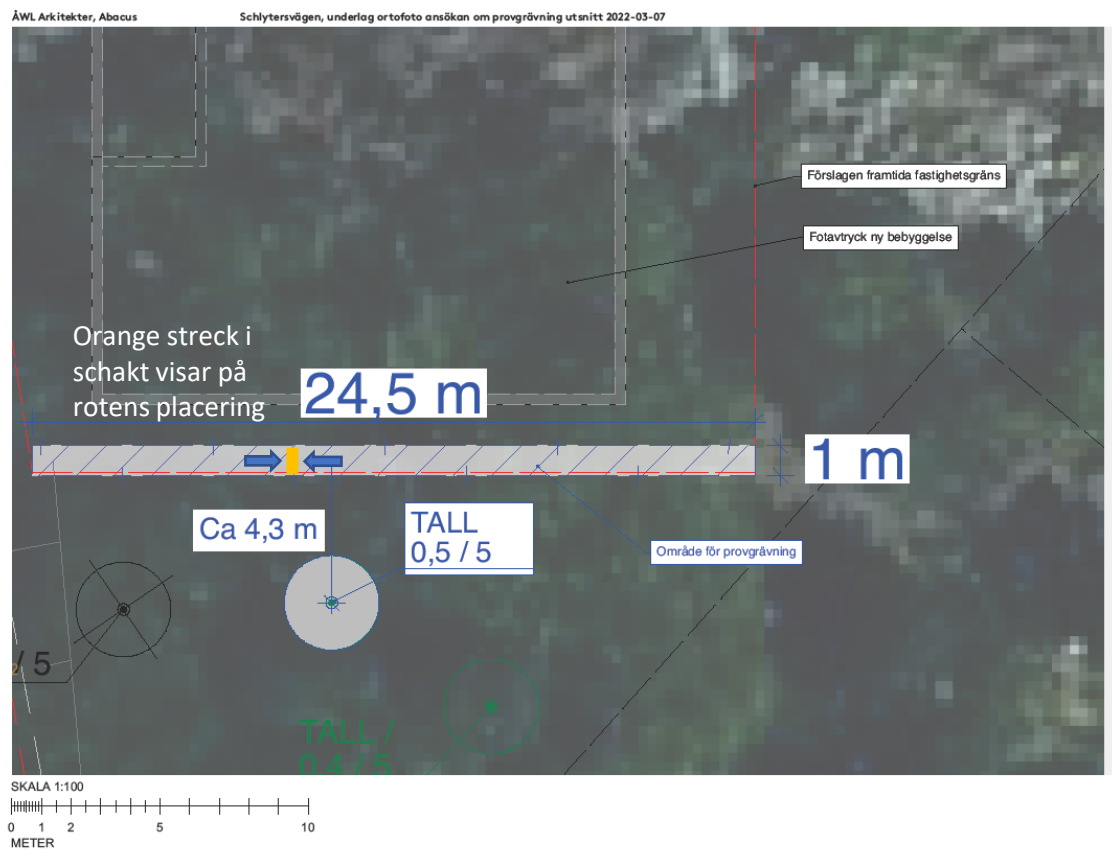 ÅWL Arkitekter, Abacus
Schlytersvägen, underlag ortofoto ansökan om provgrävning utsnitt 2022-03-07
Förslagen framtida fastighetsgräns
Fotavtryck ny bebyggelse
Orange streck i
schakt visar på
rotens placering
24,5 m
1 m
Ca 4,3 m
TALL
0,5 / 5
Område för provgrävning
/ 5
TALL /
0,4 / 5
SKALA 1:100
0 1 2 5 10
METER